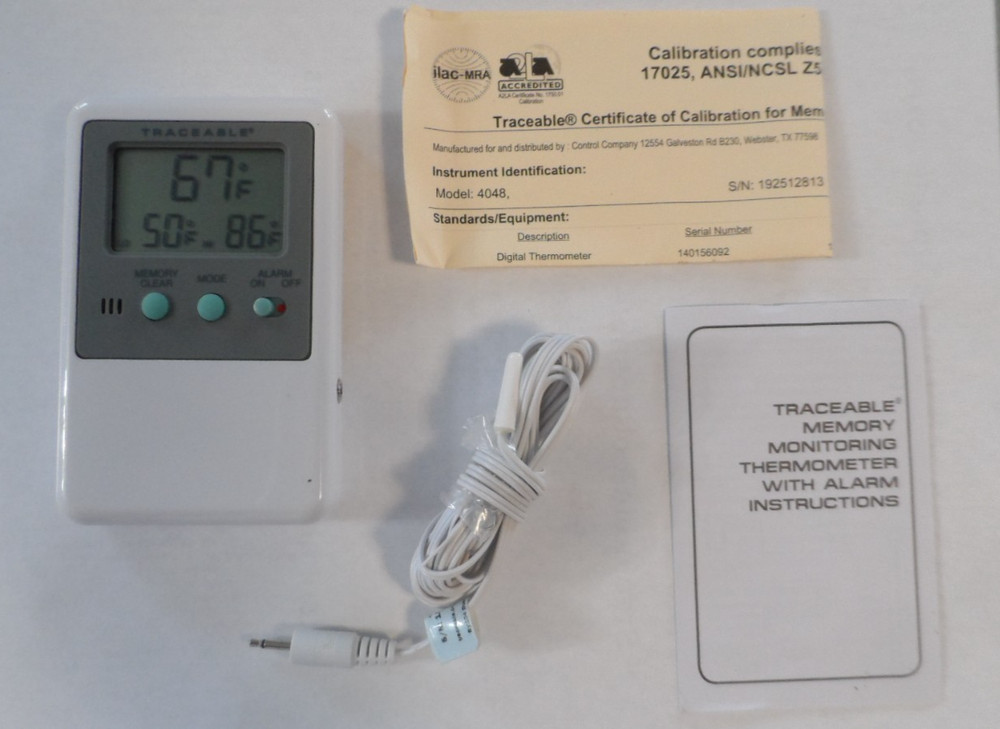 TRACEABLE®
67°F
50°F 86°F
MEMORY CLEAR
MODE
ALARM
ON OFF
ilac-MRA
ACCREDITED
Calibration
Calibration complies
17025, ANSI/NCSL Z5
Traceable® Certificate of Calibration for Mem
Manufactured for and distributed by : Control Company 12554 Galveston Rd B230, Webster, TX 77598
Instrument Identification:
Model: 4048,
S/N: 192512813
Standards/Equipment:
Description
Serial Number
Digital Thermometer
140156092
TRACEABLE®
MEMORY
MONITORING
THERMOMETER
WITH ALARM
INSTRUCTIONS